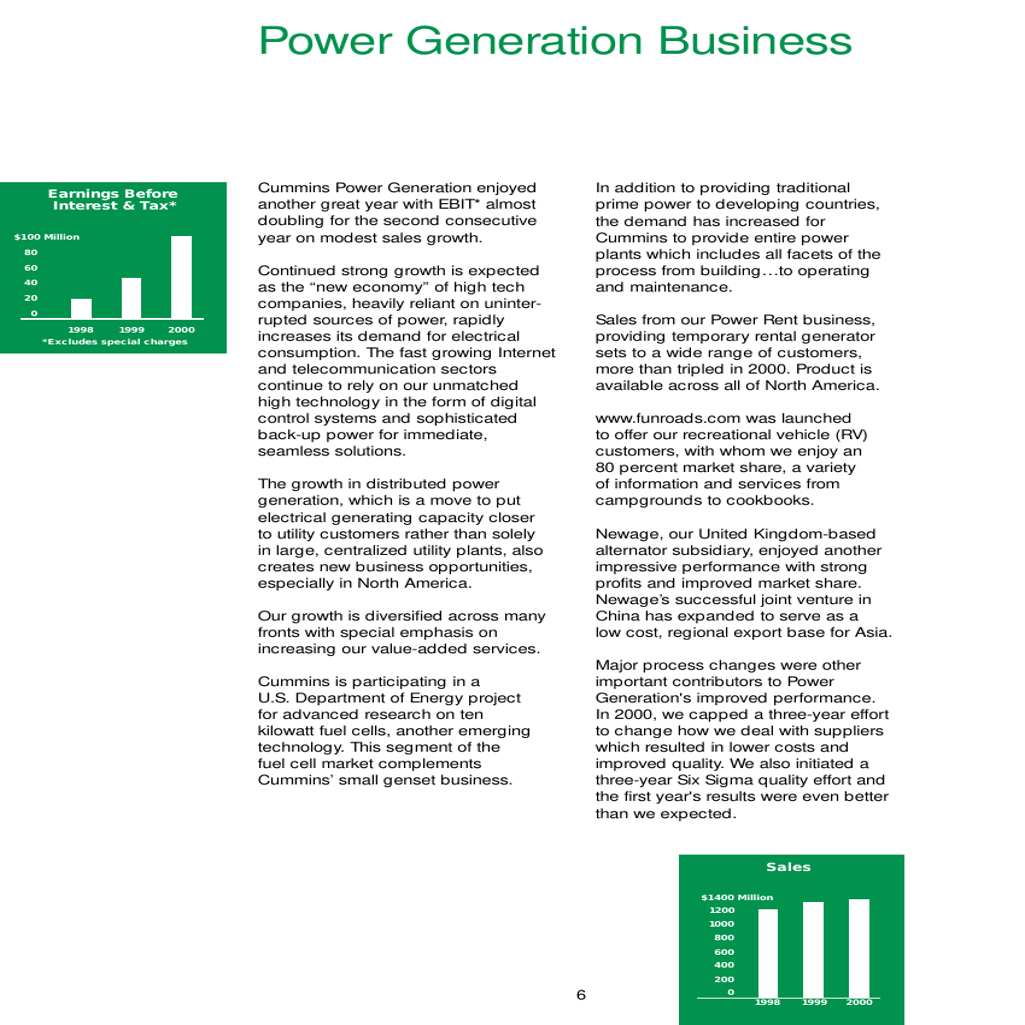 Power Generation Business
Earnings Before
Interest & Tax*
$100 Million
80
60
40
20
0
1998 1999 2000
*Excludes special charges
Cummins Power Generation enjoyed
another great year with EBIT* almost
doubling for the second consecutive
year on modest sales growth.
Continued strong growth is expected
as the “new economy” of high tech
companies, heavily reliant on uninter-
rupted sources of power, rapidly
increases its demand for electrical
consumption. The fast growing Internet
and telecommunication sectors
continue to rely on our unmatched
high technology in the form of digital
control systems and sophisticated
back-up power for immediate,
seamless solutions.
The growth in distributed power
generation, which is a move to put
electrical generating capacity closer
to utility customers rather than solely
in large, centralized utility plants, also
creates new business opportunities,
especially in North America.
Our growth is diversified across many
fronts with special emphasis on
increasing our value-added services.
Cummins is participating in a
U.S. Department of Energy project
for advanced research on ten
kilowatt fuel cells, another emerging
technology. This segment of the
fuel cell market complements
Cummins’ small genset business.
In addition to providing traditional
prime power to developing countries,
the demand has increased for
Cummins to provide entire power
plants which includes all facets of the
process from building…to operating
and maintenance.
Sales from our Power Rent business,
providing temporary rental generator
sets to a wide range of customers,
more than tripled in 2000. Product is
available across all of North America.
www.funroads.com was launched
to offer our recreational vehicle (RV)
customers, with whom we enjoy an
80 percent market share, a variety
of information and services from
campgrounds to cookbooks.
Newage, our United Kingdom-based
alternator subsidiary, enjoyed another
impressive performance with strong
profits and improved market share.
Newage’s successful joint venture in
China has expanded to serve as a
low cost, regional export base for Asia.
Major process changes were other
important contributors to Power
Generation's improved performance.
In 2000, we capped a three-year effort
to change how we deal with suppliers
which resulted in lower costs and
improved quality. We also initiated a
three-year Six Sigma quality effort and
the first year's results were even better
than we expected.
Sales
$1400 Million
1200
1000
800
600
400
200
0
1998 1999 2000
6